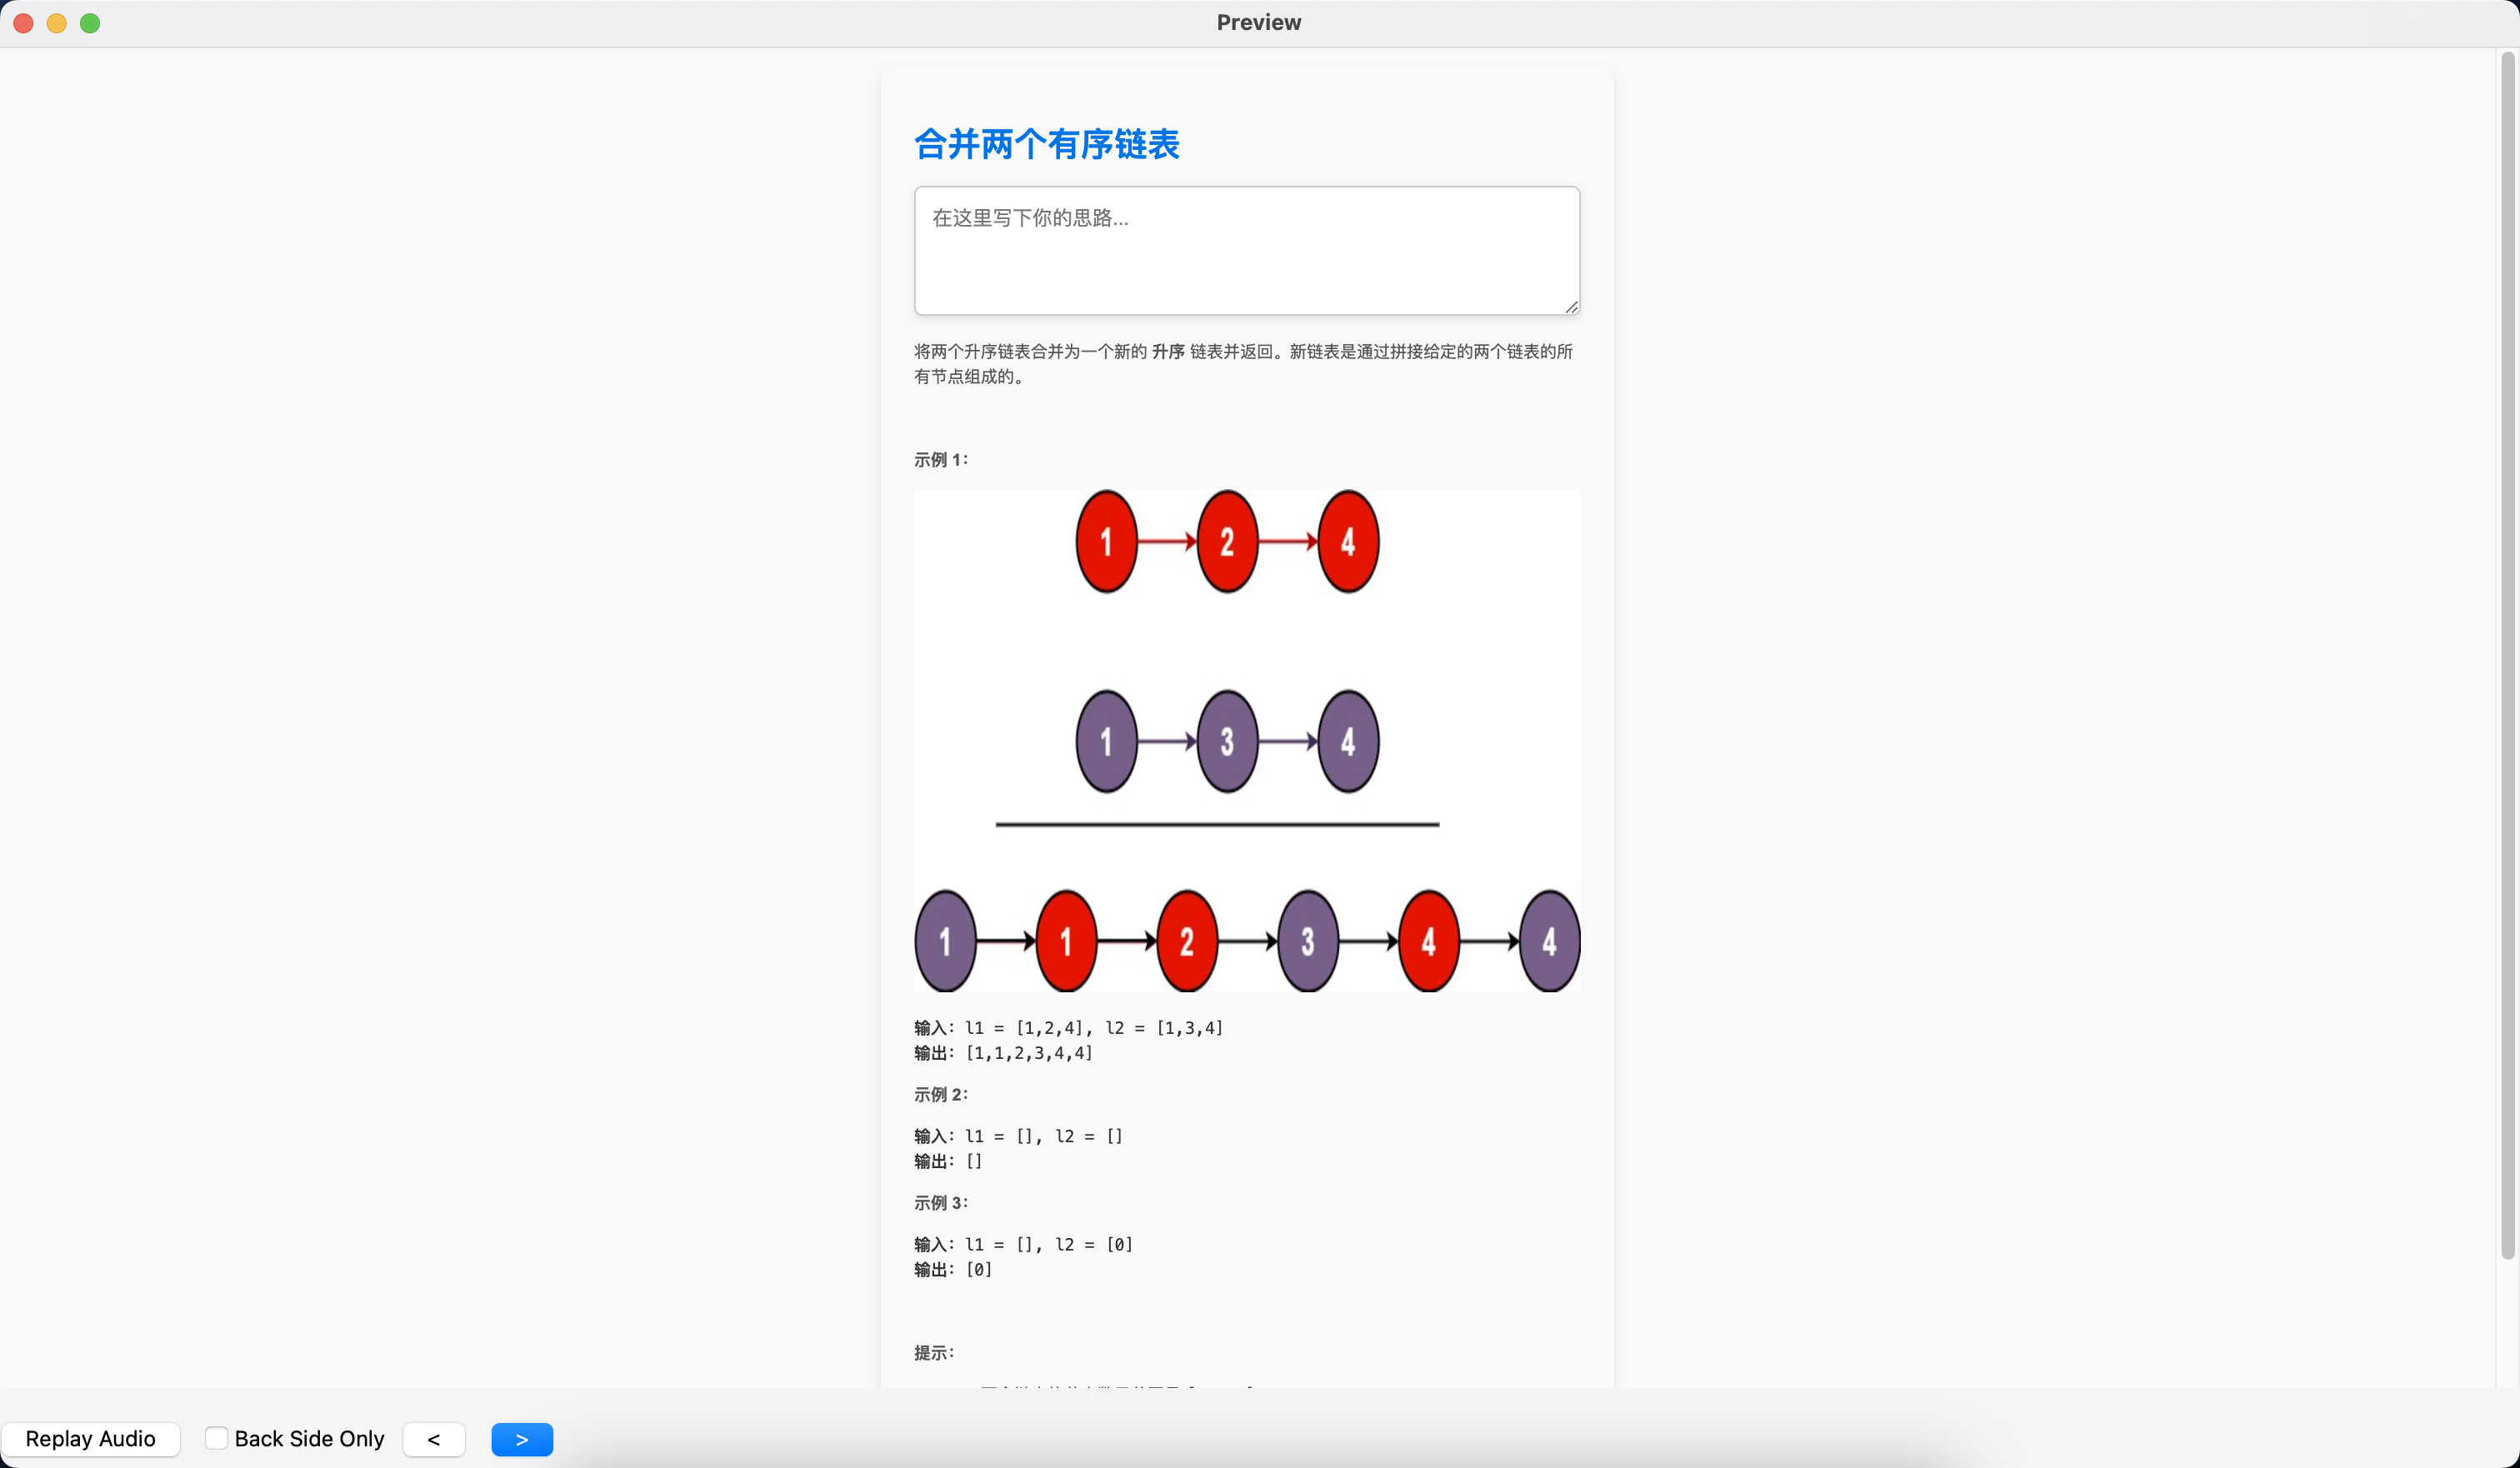 Preview
合并两个有序链表
在这里写下你的思路...
将两个升序链表合并为一个新的 升序 链表并返回。新链表是通过拼接给定的两个链表的所
有节点组成的。
示例 1：
1 2 4
1 3 4
1 1 2 3 4 4
输入：l1 = [1,2,4], l2 = [1,3,4]
输出：[1,1,2,3,4,4]
示例 2：
输入：l1 = [], l2 = []
输出：[]
示例 3：
输入：l1 = [], l2 = [0]
输出：[0]
提示：
Replay Audio Back Side Only < >